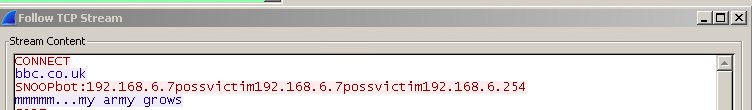 Follow TCP Stream
Stream Content
CONNECT
bbc.co.uk
SNOOPbot:192.168.6.7possvictim192.168.6.7possvictim192.168.6.254
mmmmm...my army grows